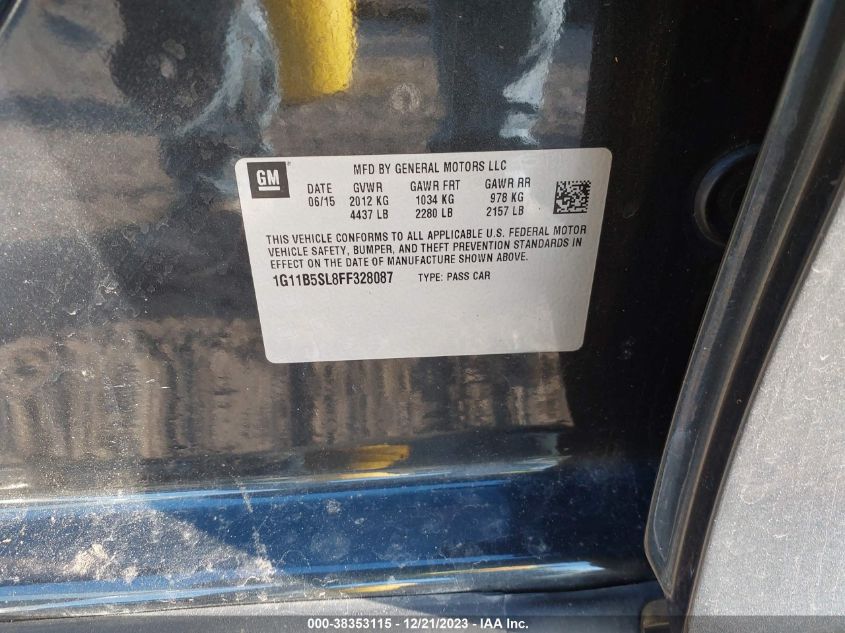 GM
MFD BY GENERAL MOTORS LLC
DATE GVWR GAWR FRT GAWR RR
06/15 2012 KG 1034 KG 978 KG
4437 LB 2280 LB 2157 LB
THIS VEHICLE CONFORMS TO ALL APPLICABLE U.S. FEDERAL MOTOR
VEHICLE SAFETY, BUMPER, AND THEFT PREVENTION STANDARDS IN
EFFECT ON THE DATE OF MANUFACTURE SHOWN ABOVE.
1G11B5SL8FF328087 TYPE: PASS CAR
000-38353115 - 12/21/2023 - IAA Inc.